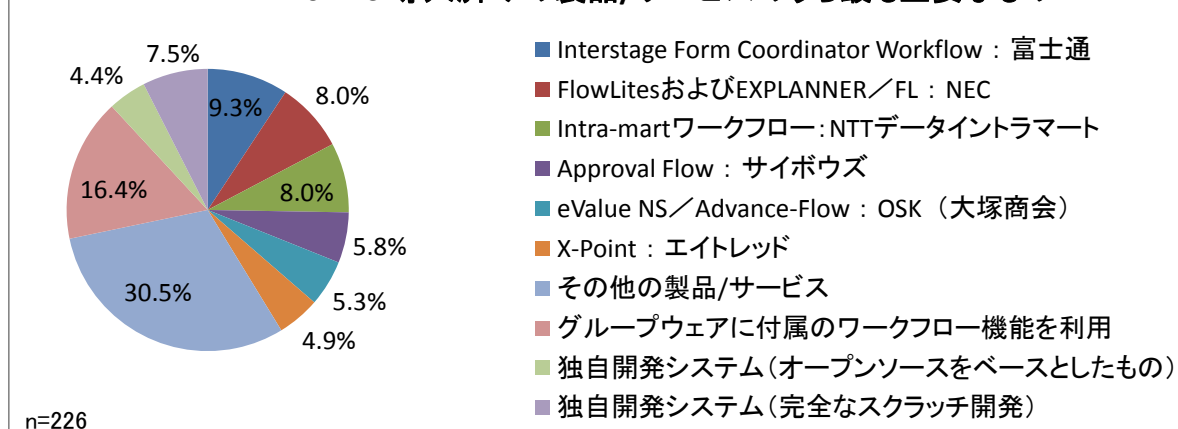 7.5%
4.4%
9.3%
8.0%
16.4%
8.0%
5.8%
30.5%
5.3%
4.9%
Interstage Form Coordinator Workflow : 富士通
FlowLitesおよびEXPLANNER／FL : NEC
Intra-martワークフロー：NTTデータイントラマート
Approval Flow : サイボウズ
eValue NS／Advance-Flow : OSK （大塚商会）
X-Point : エイトレッド
その他の製品/サービス
グループウェアに付属のワークフロー機能を利用
独自開発システム（オープンソースをベースとしたもの）
独自開発システム（完全なスクラッチ開発）
n=226